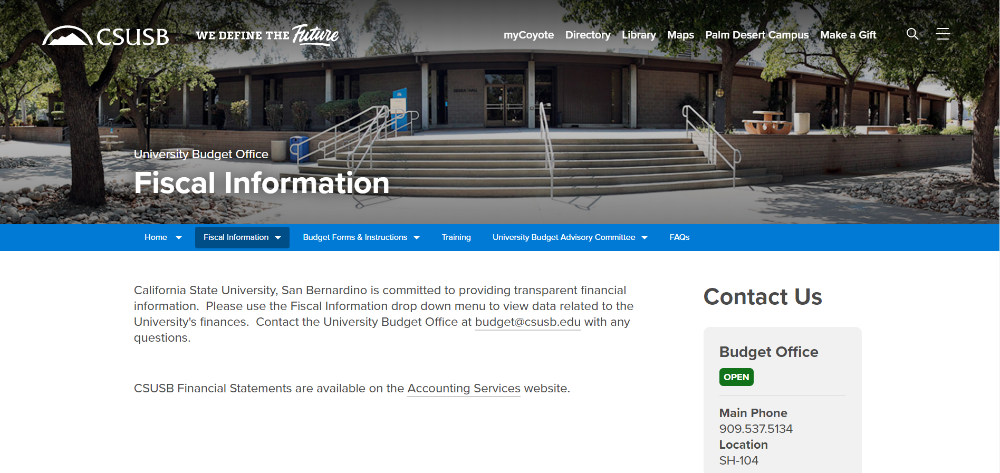 CSUSB
WE DEFINE THE Future
myCoyote Directory Library Maps Palm Desert Campus Make a Gift
SIERRA HALL
University Budget Office
Fiscal Information
Home Fiscal Information Budget Forms & Instructions Training University Budget Advisory Committee FAQs
California State University, San Bernardino is committed to providing transparent financial
information.  Please use the Fiscal Information drop down menu to view data related to the
University's finances.  Contact the University Budget Office at budget@csusb.edu with any
questions.
CSUSB Financial Statements are available on the Accounting Services website.
Contact Us
Budget Office
OPEN
Main Phone
909.537.5134
Location
SH-104